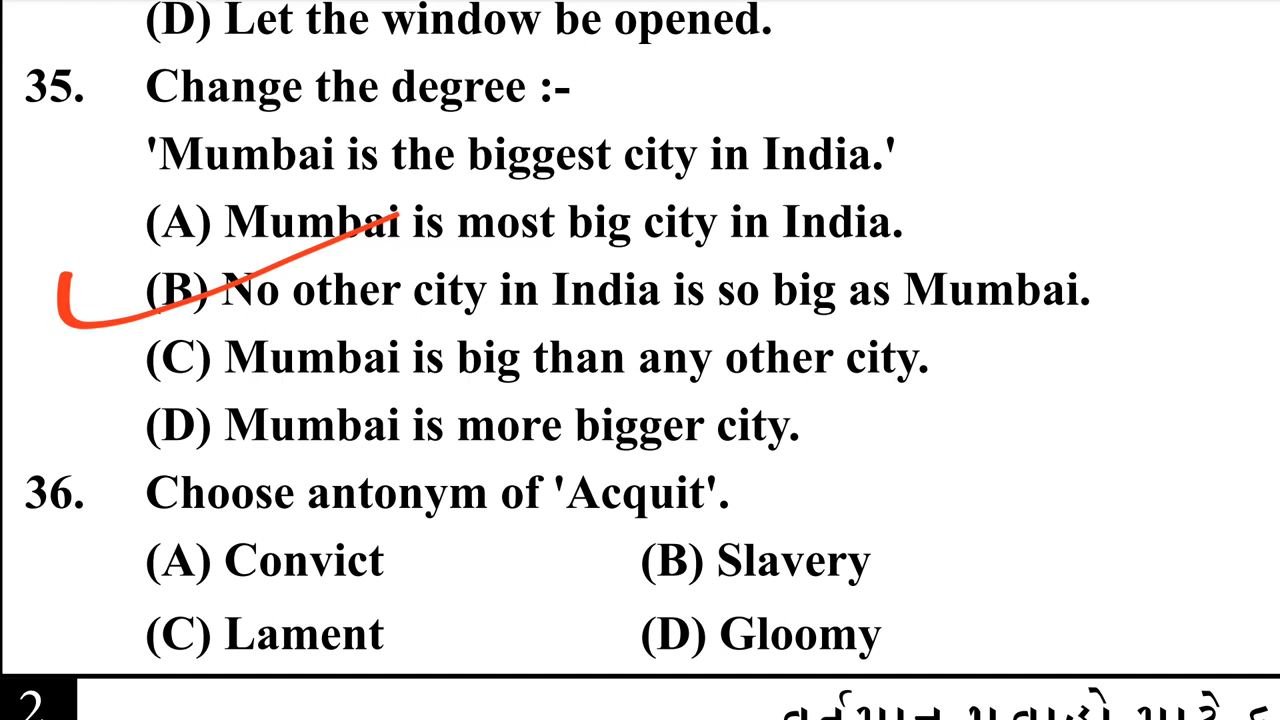 (D) Let the window be opened.
35. Change the degree :-
'Mumbai is the biggest city in India.'
(A) Mumbai is most big city in India.
(B) No other city in India is so big as Mumbai.
(C) Mumbai is big than any other city.
(D) Mumbai is more bigger city.
36. Choose antonym of 'Acquit'.
(A) Convict (B) Slavery
(C) Lament (D) Gloomy
2